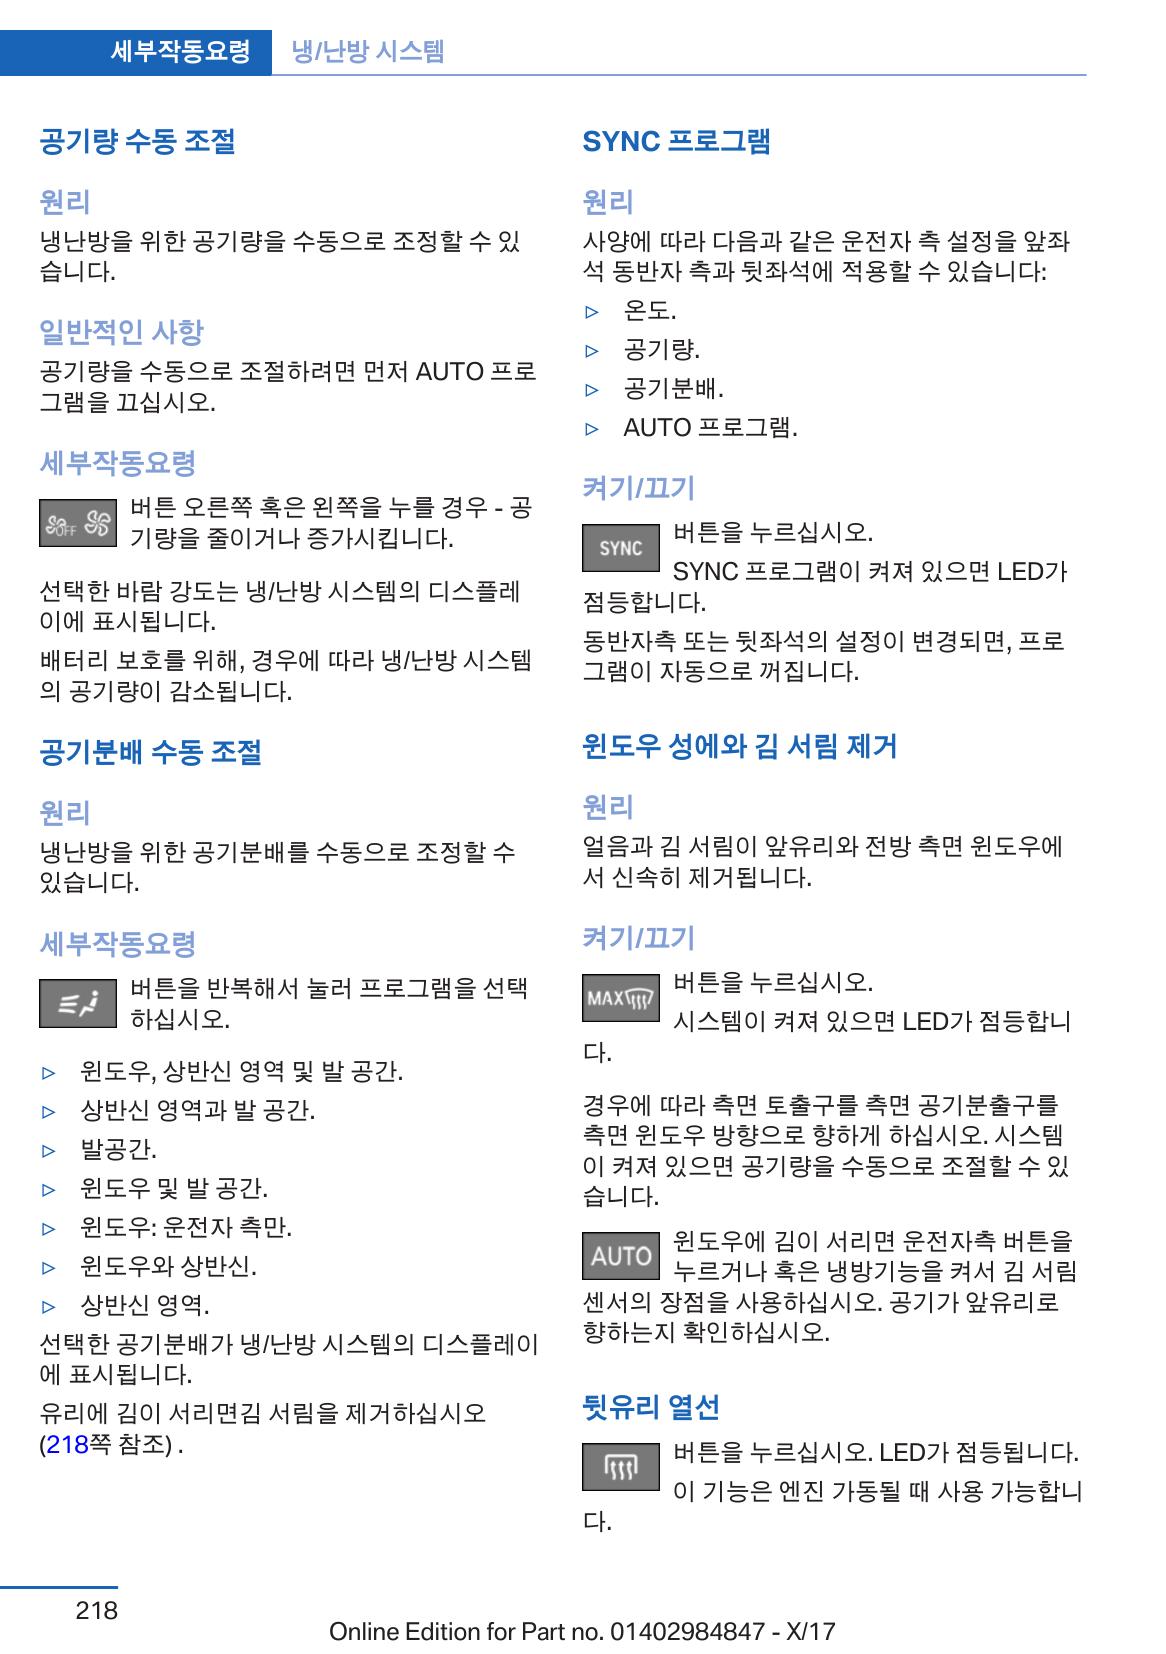 세부작동요령 냉/난방 시스템
공기량 수동 조절
원리
냉난방을 위한 공기량을 수동으로 조정할 수 있
습니다.
일반적인 사항
공기량을 수동으로 조절하려면 먼저 AUTO 프로
그램을 끄십시오.
세부작동요령
OFF
버튼 오른쪽 혹은 왼쪽을 누를 경우 - 공
기량을 줄이거나 증가시킵니다.
선택한 바람 강도는 냉/난방 시스템의 디스플레
이에 표시됩니다.
배터리 보호를 위해, 경우에 따라 냉/난방 시스템
의 공기량이 감소됩니다.
공기분배 수동 조절
원리
냉난방을 위한 공기분배를 수동으로 조정할 수
있습니다.
세부작동요령
버튼을 반복해서 눌러 프로그램을 선택
하십시오.
▷ 윈도우, 상반신 영역 및 발 공간.
▷ 상반신 영역과 발 공간.
▷ 발공간.
▷ 윈도우 및 발 공간.
▷ 윈도우: 운전자 측만.
▷ 윈도우와 상반신.
▷ 상반신 영역.
선택한 공기분배가 냉/난방 시스템의 디스플레이
에 표시됩니다.
유리에 김이 서리면김 서림을 제거하십시오
(218쪽 참조) .
SYNC 프로그램
원리
사양에 따라 다음과 같은 운전자 측 설정을 앞좌
석 동반자 측과 뒷좌석에 적용할 수 있습니다:
▷ 온도.
▷ 공기량.
▷ 공기분배.
▷ AUTO 프로그램.
켜기/끄기
SYNC
버튼을 누르십시오.
SYNC 프로그램이 켜져 있으면 LED가
점등합니다.
동반자측 또는 뒷좌석의 설정이 변경되면, 프로
그램이 자동으로 꺼집니다.
윈도우 성에와 김 서림 제거
원리
얼음과 김 서림이 앞유리와 전방 측면 윈도우에
서 신속히 제거됩니다.
켜기/끄기
MAX
버튼을 누르십시오.
시스템이 켜져 있으면 LED가 점등합니
다.
경우에 따라 측면 토출구를 측면 공기분출구를
측면 윈도우 방향으로 향하게 하십시오. 시스템
이 켜져 있으면 공기량을 수동으로 조절할 수 있
습니다.
AUTO
윈도우에 김이 서리면 운전자측 버튼을
누르거나 혹은 냉방기능을 켜서 김 서림
센서의 장점을 사용하십시오. 공기가 앞유리로
향하는지 확인하십시오.
뒷유리 열선
버튼을 누르십시오. LED가 점등됩니다.
이 기능은 엔진 가동될 때 사용 가능합니
다.
218
Online Edition for Part no. 01402984847 - X/17